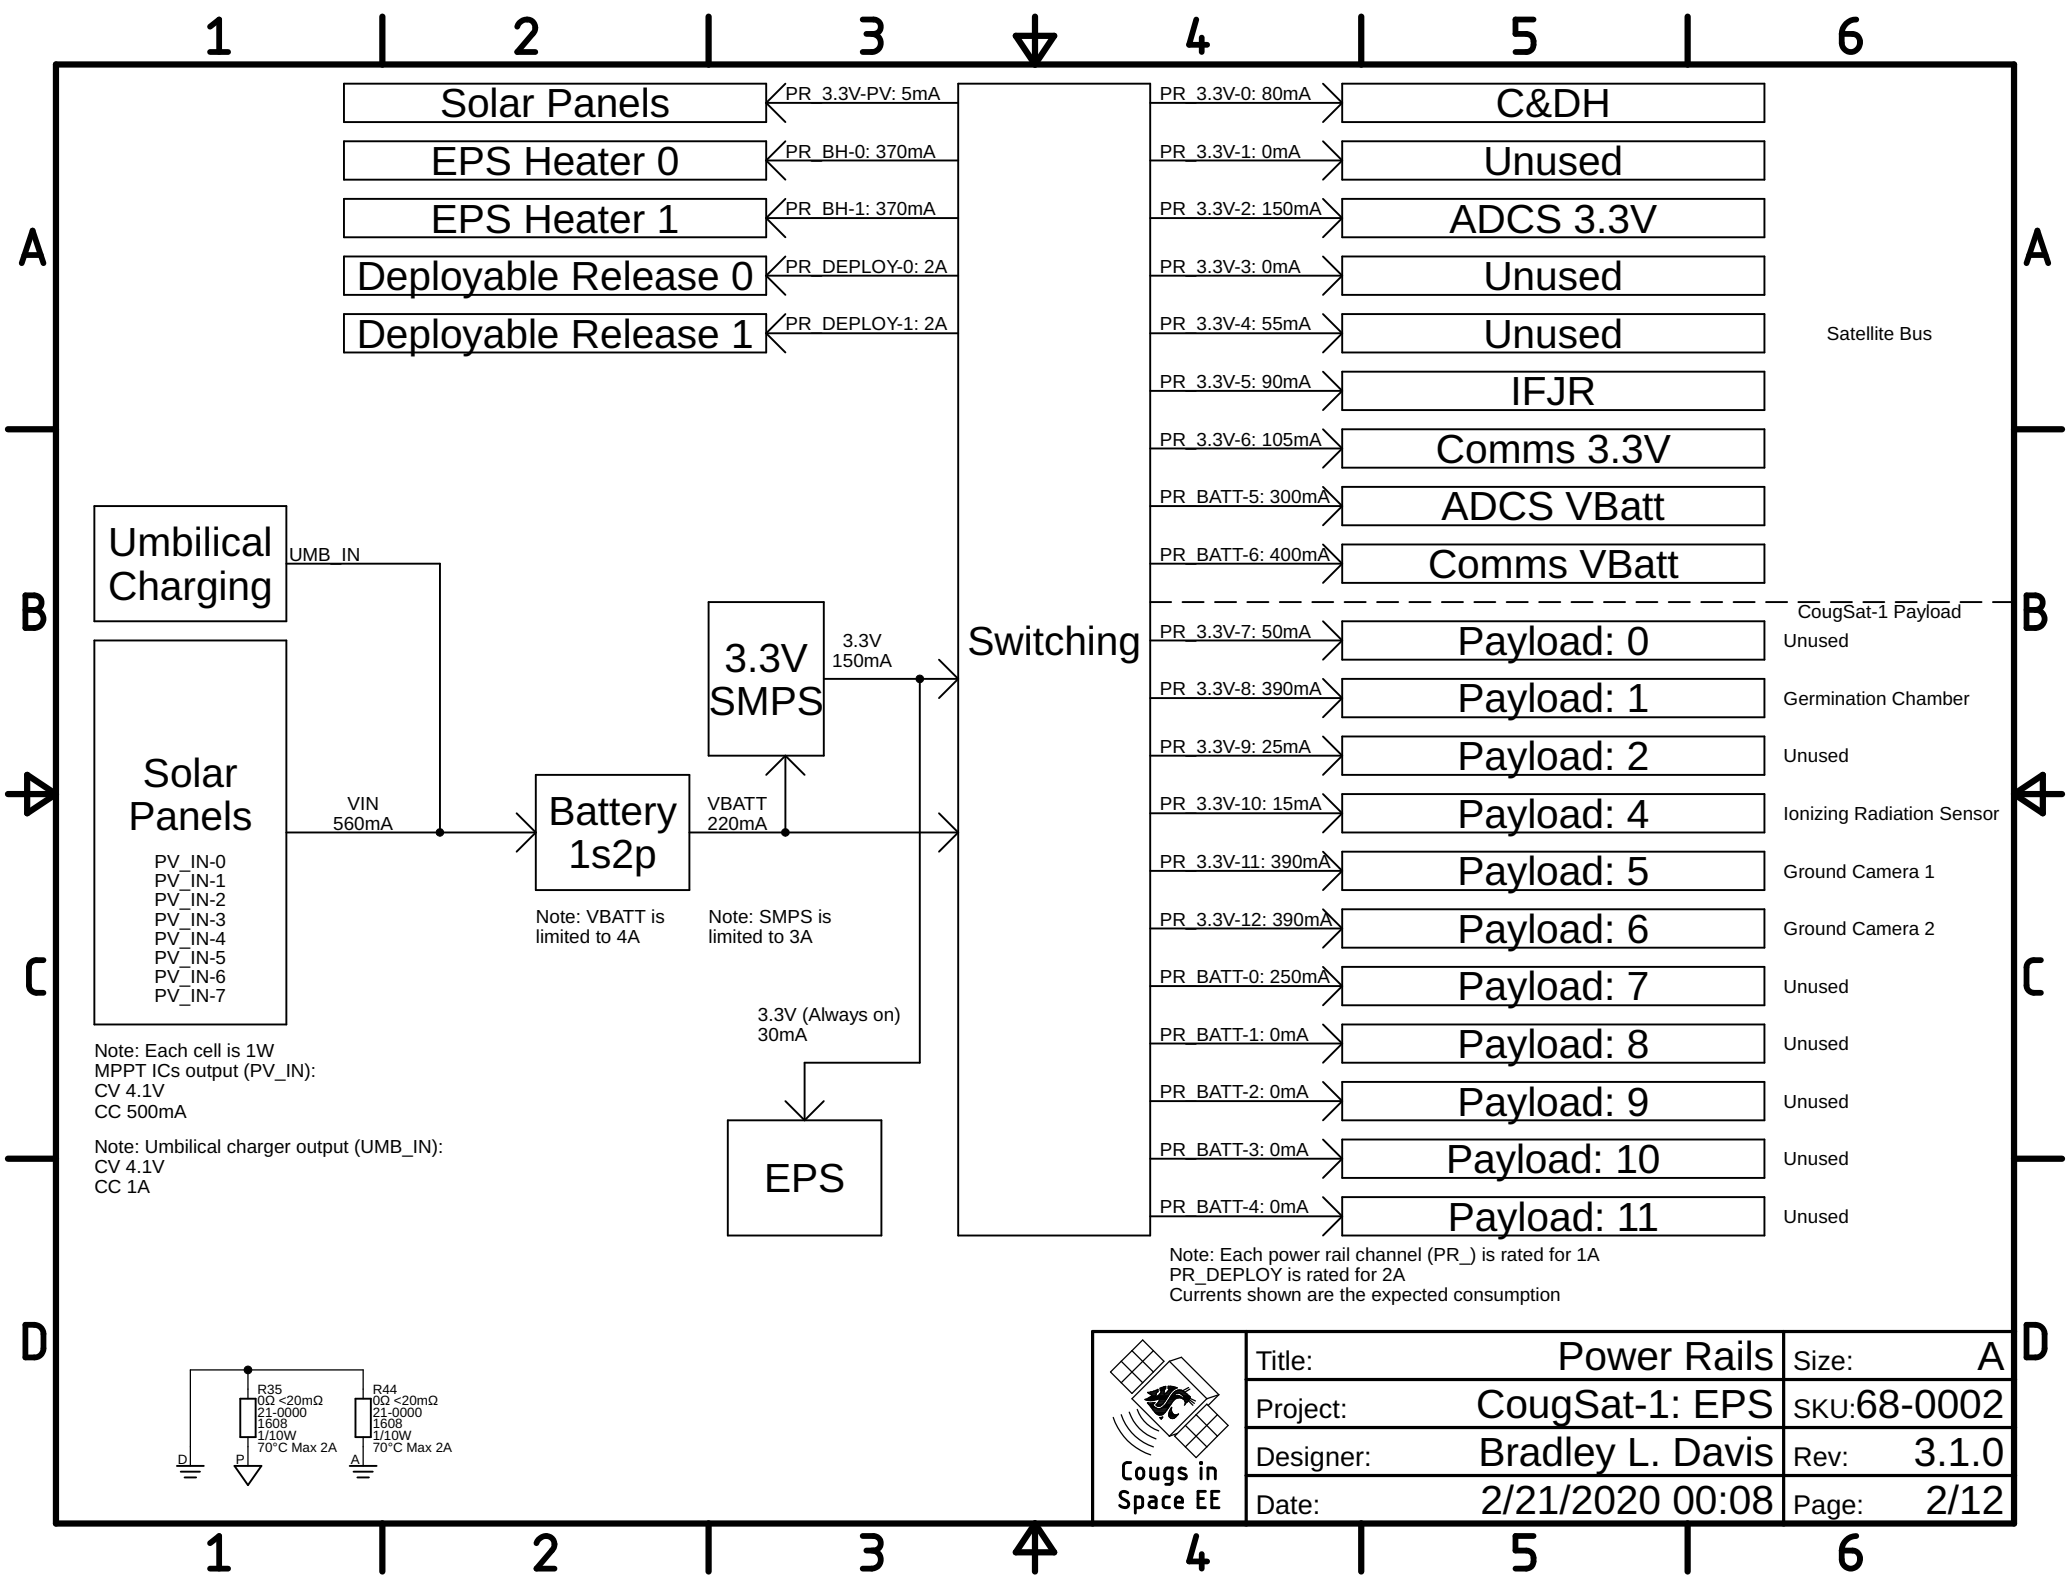 1 2 3 4 5 6
A
B
C
D
A
B
C
D
Solar Panels
PR_3.3V-PV: 5mA
EPS Heater 0
PR_BH-0: 370mA
EPS Heater 1
PR_BH-1: 370mA
Deployable Release 0
PR_DEPLOY-0: 2A
Deployable Release 1
PR_DEPLOY-1: 2A
Umbilical
Charging
UMB_IN
Solar
Panels
PV_IN-0
PV_IN-1
PV_IN-2
PV_IN-3
PV_IN-4
PV_IN-5
PV_IN-6
PV_IN-7
VIN
560mA
Note: Each cell is 1W
MPPT ICs output (PV_IN):
CV 4.1V
CC 500mA
Note: Umbilical charger output (UMB_IN):
CV 4.1V
CC 1A
Battery
1s2p
Note: VBATT is
limited to 4A
VBATT
220mA
3.3V
SMPS
Note: SMPS is
limited to 3A
3.3V
150mA
3.3V (Always on)
30mA
EPS
Switching
PR_3.3V-0: 80mA
C&DH
PR_3.3V-1: 0mA
Unused
PR_3.3V-2: 150mA
ADCS 3.3V
PR_3.3V-3: 0mA
Unused
PR_3.3V-4: 55mA
Unused
Satellite Bus
PR_3.3V-5: 90mA
IFJR
PR_3.3V-6: 105mA
Comms 3.3V
PR_BATT-5: 300mA
ADCS VBatt
PR_BATT-6: 400mA
Comms VBatt
CougSat-1 Payload
PR_3.3V-7: 50mA
Payload: 0
Unused
PR_3.3V-8: 390mA
Payload: 1
Germination Chamber
PR_3.3V-9: 25mA
Payload: 2
Unused
PR_3.3V-10: 15mA
Payload: 4
Ionizing Radiation Sensor
PR_3.3V-11: 390mA
Payload: 5
Ground Camera 1
PR_3.3V-12: 390mA
Payload: 6
Ground Camera 2
PR_BATT-0: 250mA
Payload: 7
Unused
PR_BATT-1: 0mA
Payload: 8
Unused
PR_BATT-2: 0mA
Payload: 9
Unused
PR_BATT-3: 0mA
Payload: 10
Unused
PR_BATT-4: 0mA
Payload: 11
Unused
Note: Each power rail channel (PR_) is rated for 1A
PR_DEPLOY is rated for 2A
Currents shown are the expected consumption
R35
0Ω <20mΩ
21-0000
1608
1/10W
70°C Max 2A
R44
0Ω <20mΩ
21-0000
1608
1/10W
70°C Max 2A
D
P
A
Cougs in
Space EE
Title: Power Rails
Size: A
Project: CougSat-1: EPS
SKU:68-0002
Designer: Bradley L. Davis
Rev: 3.1.0
Date: 2/21/2020 00:08
Page: 2/12
1 2 3 4 5 6